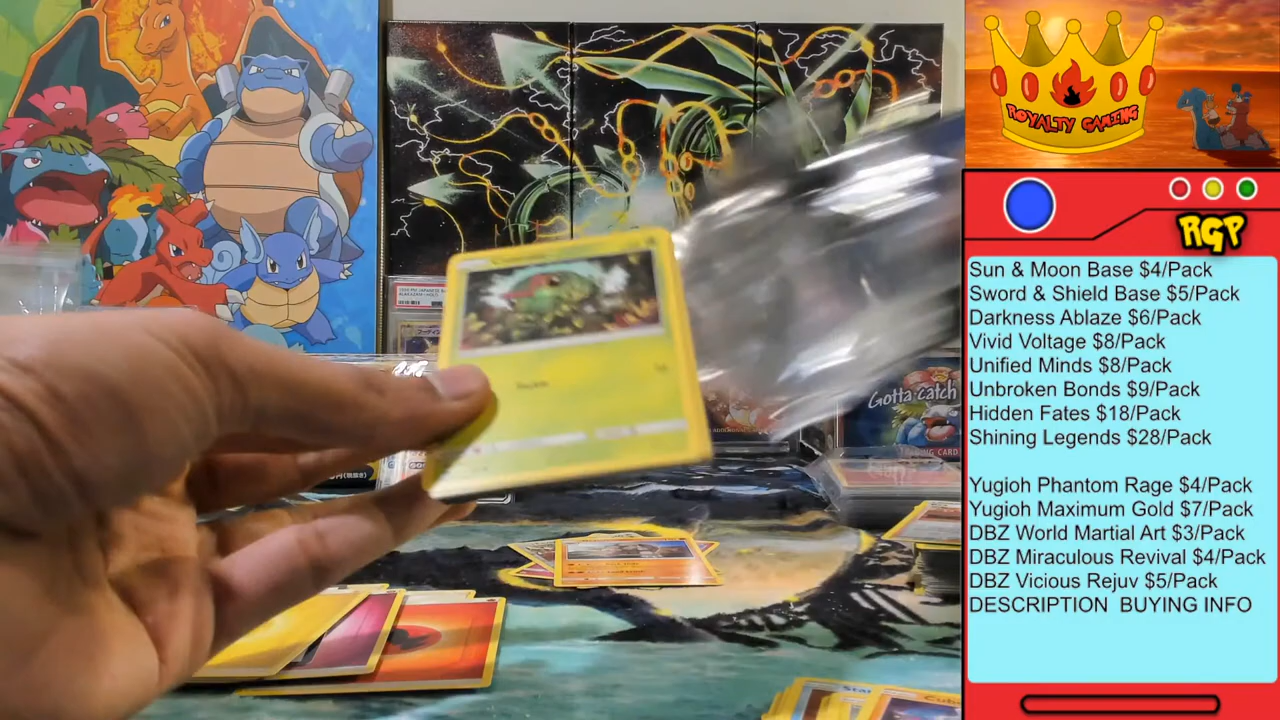 ROYALTY GAMING
RGP
Sun & Moon Base $4/Pack
Sword & Shield Base $5/Pack
Darkness Ablaze $6/Pack
Vivid Voltage $8/Pack
Unified Minds $8/Pack
Unbroken Bonds $9/Pack
Hidden Fates $18/Pack
Shining Legends $28/Pack
Yugioh Phantom Rage $4/Pack
Yugioh Maximum Gold $7/Pack
DBZ World Martial Art $3/Pack
DBZ Miraculous Revival $4/Pack
DBZ Vicious Rejuv $5/Pack
DESCRIPTION BUYING INFO
Gotta catch